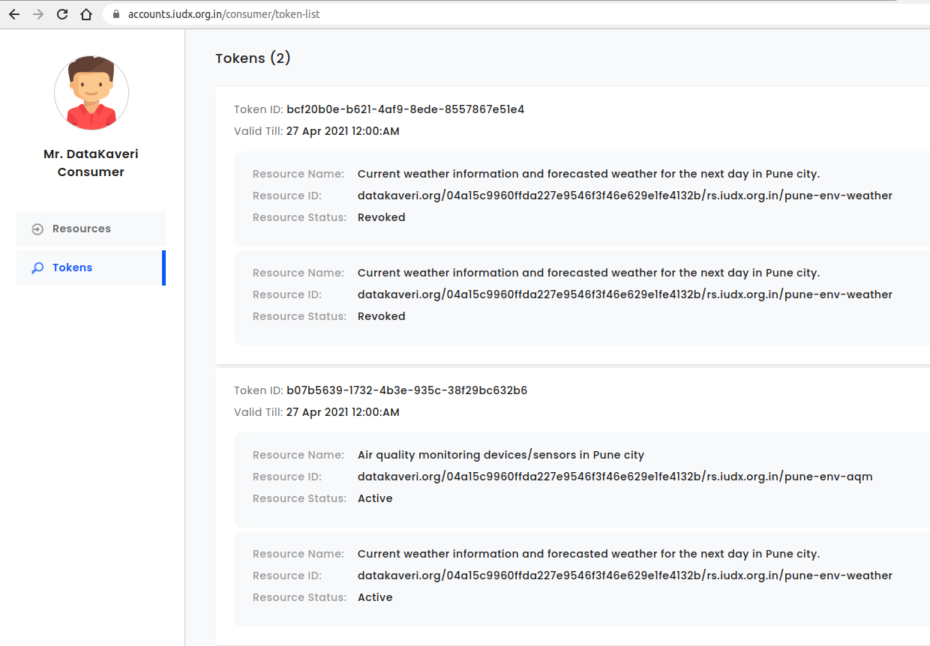 accounts.iudx.org.in/consumer/token-list
Mr. DataKaveri
Consumer
Resources
Tokens
Tokens (2)
Token ID: bcf20b0e-b621-4af9-8ede-8557867e51e4
Valid Till: 27 Apr 2021 12:00:AM
Resource Name: Current weather information and forecasted weather for the next day in Pune city.
Resource ID: datakaveri.org/04a15c9960ffda227e9546f3f46e629e1fe4132b/rs.iudx.org.in/pune-env-weather
Resource Status: Revoked
Resource Name: Current weather information and forecasted weather for the next day in Pune city.
Resource ID: datakaveri.org/04a15c9960ffda227e9546f3f46e629e1fe4132b/rs.iudx.org.in/pune-env-weather
Resource Status: Revoked
Token ID: b07b5639-1732-4b3e-935c-38f29bc632b6
Valid Till: 27 Apr 2021 12:00:AM
Resource Name: Air quality monitoring devices/sensors in Pune city
Resource ID: datakaveri.org/04a15c9960ffda227e9546f3f46e629e1fe4132b/rs.iudx.org.in/pune-env-aqm
Resource Status: Active
Resource Name: Current weather information and forecasted weather for the next day in Pune city.
Resource ID: datakaveri.org/04a15c9960ffda227e9546f3f46e629e1fe4132b/rs.iudx.org.in/pune-env-weather
Resource Status: Active